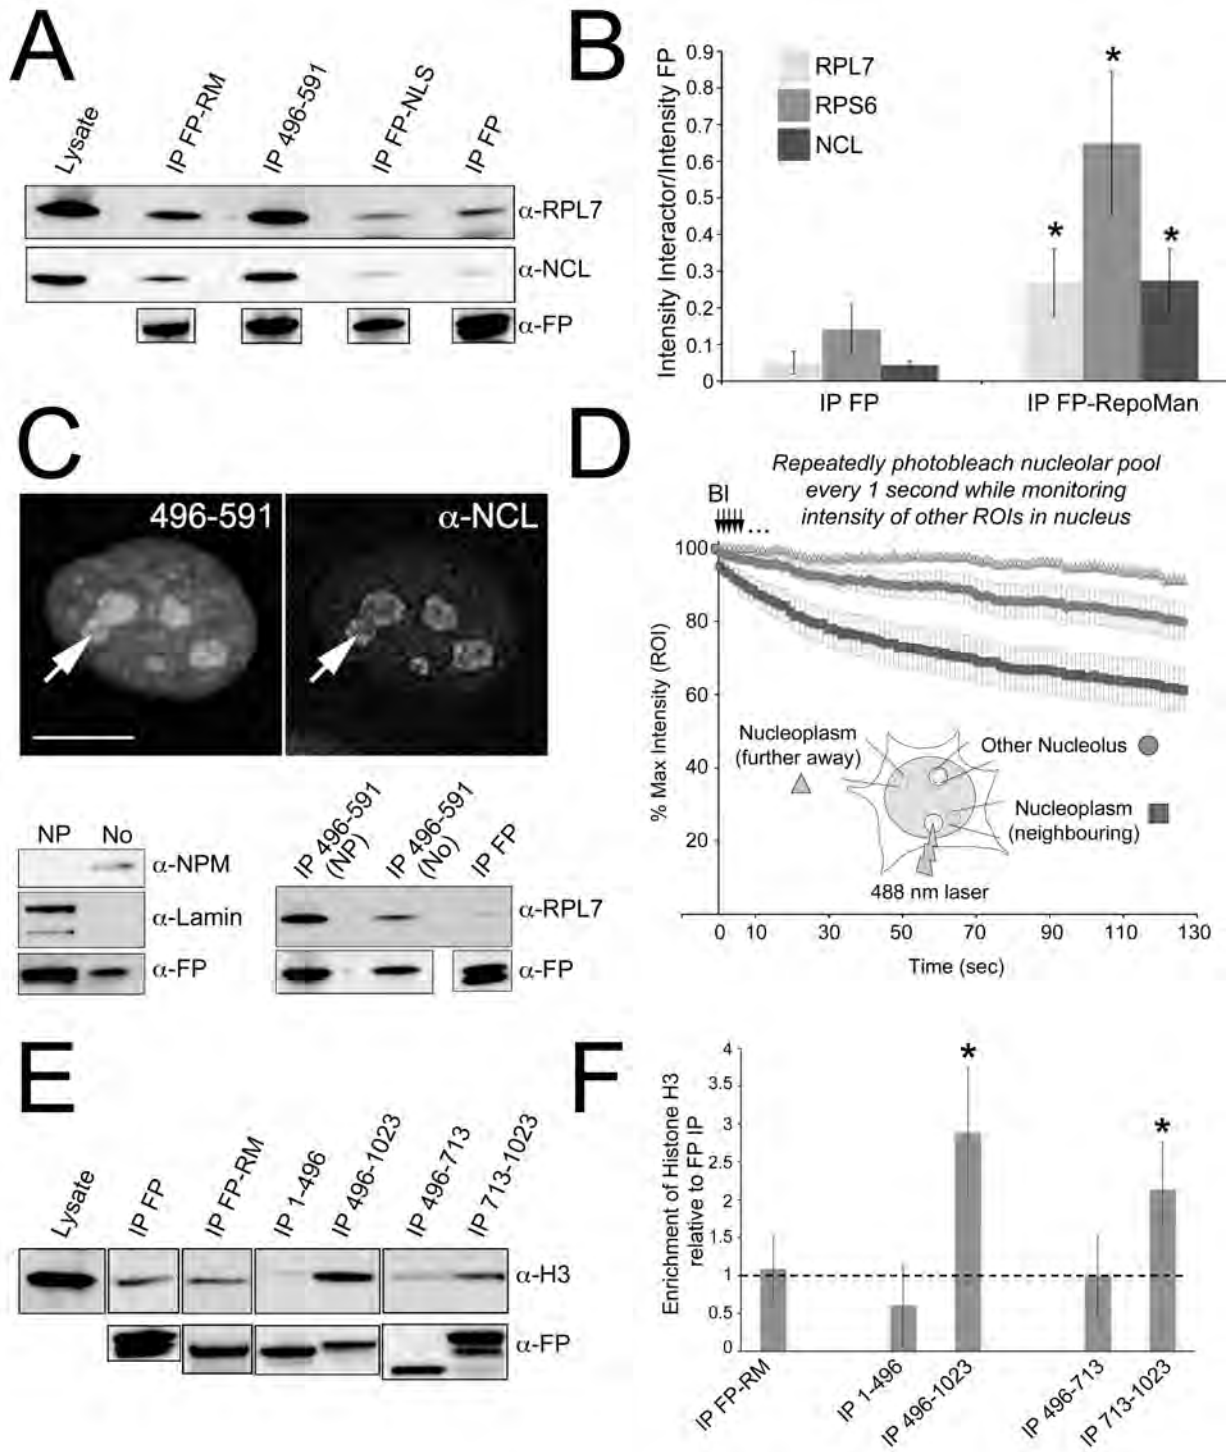 A
Lysate
IP FP-RM
IP 496-591
IP FP-NLS
IP FP
α-RPL7
α-NCL
α-FP
B
Intensity Interactor/Intensity FP
0.9
0.8
0.7
0.6
0.5
0.4
0.3
0.2
0.1
0
RPL7
RPS6
NCL
*
*
*
IP FP
IP FP-RepoMan
C
496-591
α-NCL
NP
No
α-NPM
α-Lamin
α-FP
IP 496-591
(NP)
IP 496-591
(No)
IP FP
α-RPL7
α-FP
D
Repeatedly photobleach nucleolar pool
every 1 second while monitoring
intensity of other ROIs in nucleus
Bl
...
% Max Intensity (ROI)
100
80
60
40
20
Nucleoplasm
(further away)
Other Nucleolus
Nucleoplasm
(neighbouring)
488 nm laser
0 10 30 50 70 90 110 130
Time (sec)
E
Lysate
IP FP
IP FP-RM
IP 1-496
IP 496-1023
IP 496-713
IP 713-1023
α-H3
α-FP
F
Enrichment of Histone H3
relative to FP IP
4
3.5
3
2.5
2
1.5
1
0.5
0
*
*
IP FP-RM
IP 1-496
IP 496-1023
IP 496-713
IP 713-1023